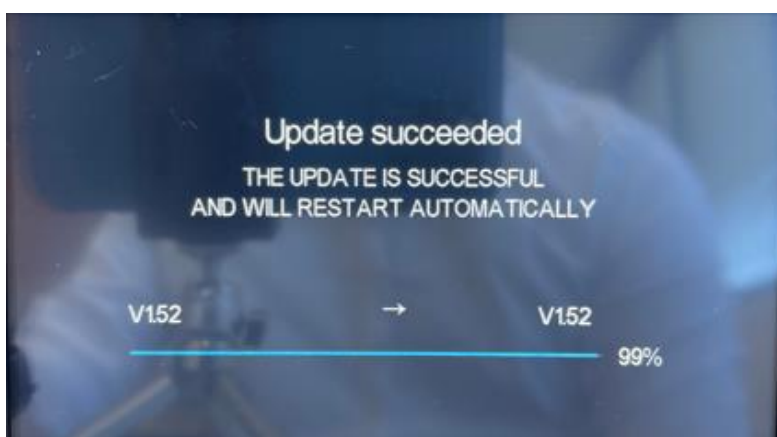 Update succeeded
THE UPDATE IS SUCCESSFUL
AND WILL RESTART AUTOMATICALLY
V1.52 → V1.52
99%